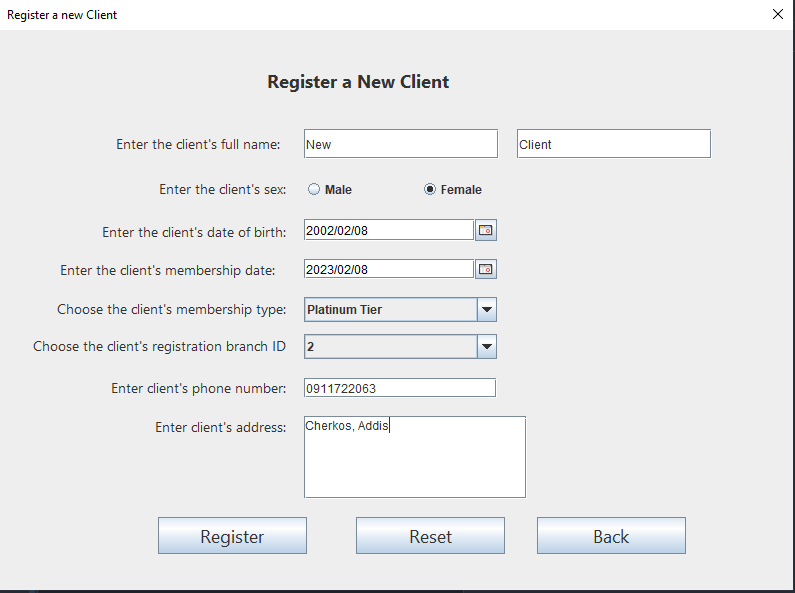 Register a new Client
Register a New Client
Enter the client's full name: New Client
Enter the client's sex: Male Female
Enter the client's date of birth: 2002/02/08
Enter the client's membership date: 2023/02/08
Choose the client's membership type: Platinum Tier
Choose the client's registration branch ID 2
Enter client's phone number: 0911722063
Enter client's address: Cherkos, Addis
Register Reset Back